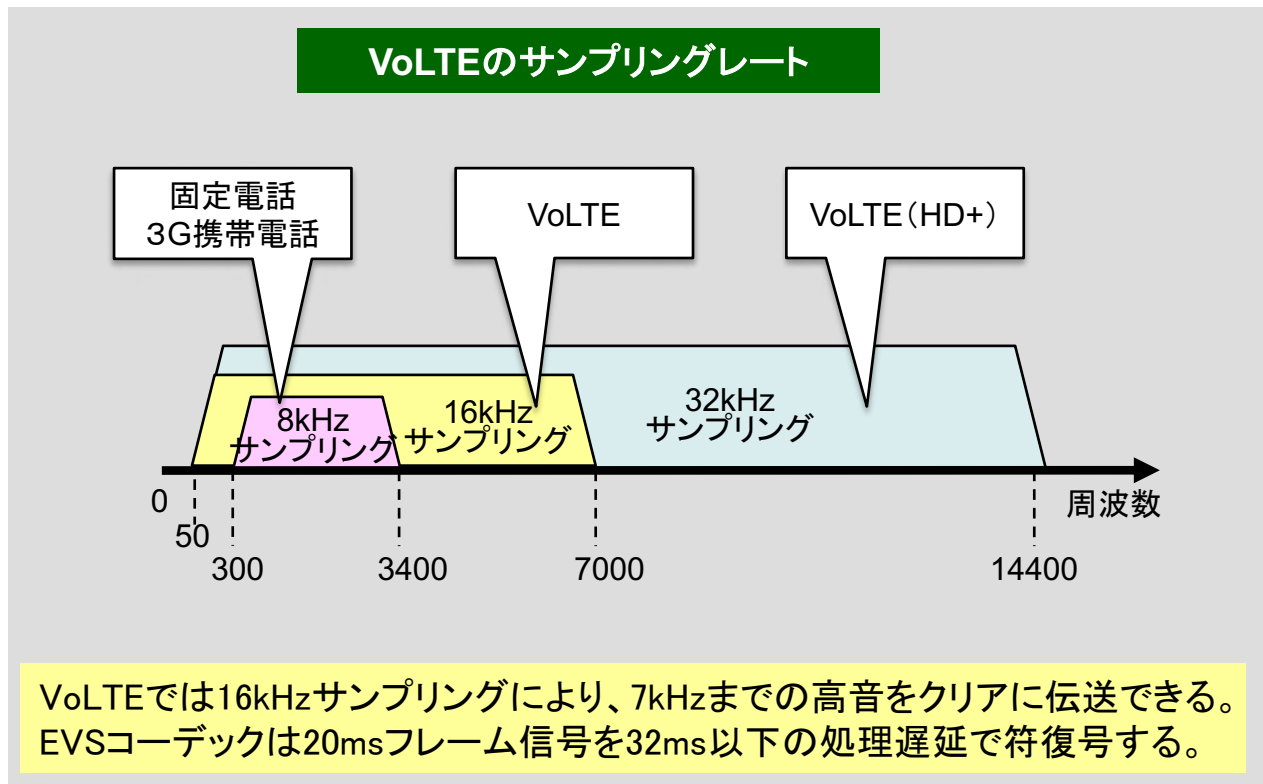 VoLTEのサンプリングレート
固定電話
3G携帯電話
VoLTE
VoLTE(HD+)
8kHz
サンプリング
16kHz
サンプリング
32kHz
サンプリング
0
50
300
3400
7000
14400
周波数
VoLTEでは16kHzサンプリングにより、7kHzまでの高音をクリアに伝送できる。
EVSコーデックは20msフレーム信号を32ms以下の処理遅延で符復号する。